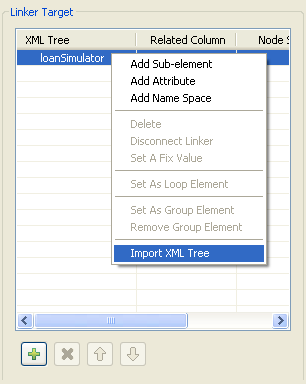 Linker Target
XML Tree Related Column Node S
loanSimulator
Add Sub-element
Add Attribute
Add Name Space
Delete
Disconnect Linker
Set A Fix Value
Set As Loop Element
Set As Group Element
Remove Group Element
Import XML Tree